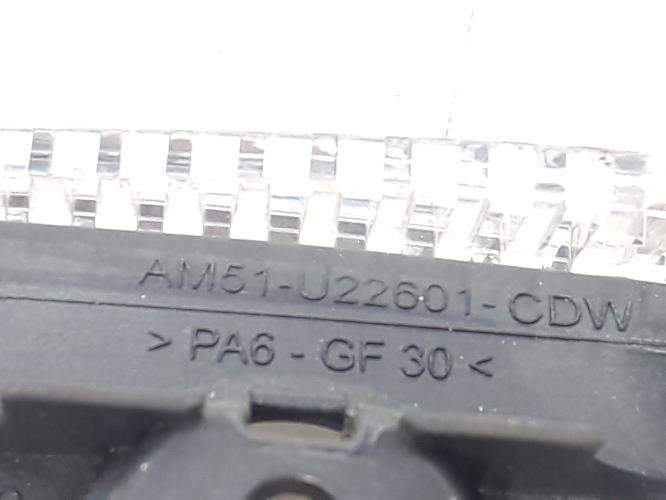 AM51-U22601-CDW
> PA6 - GF 30 <